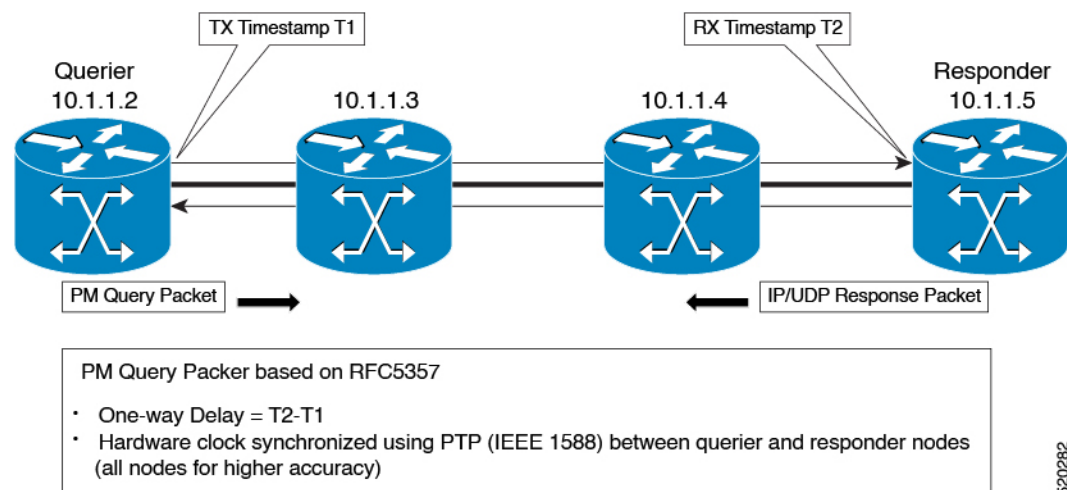 TX Timestamp T1
RX Timestamp T2
Querier
10.1.1.2
10.1.1.3
10.1.1.4
Responder
10.1.1.5
PM Query Packet
IP/UDP Response Packet
PM Query Packer based on RFC5357
· One-way Delay = T2-T1
· Hardware clock synchronized using PTP (IEEE 1588) between querier and responder nodes
(all nodes for higher accuracy)